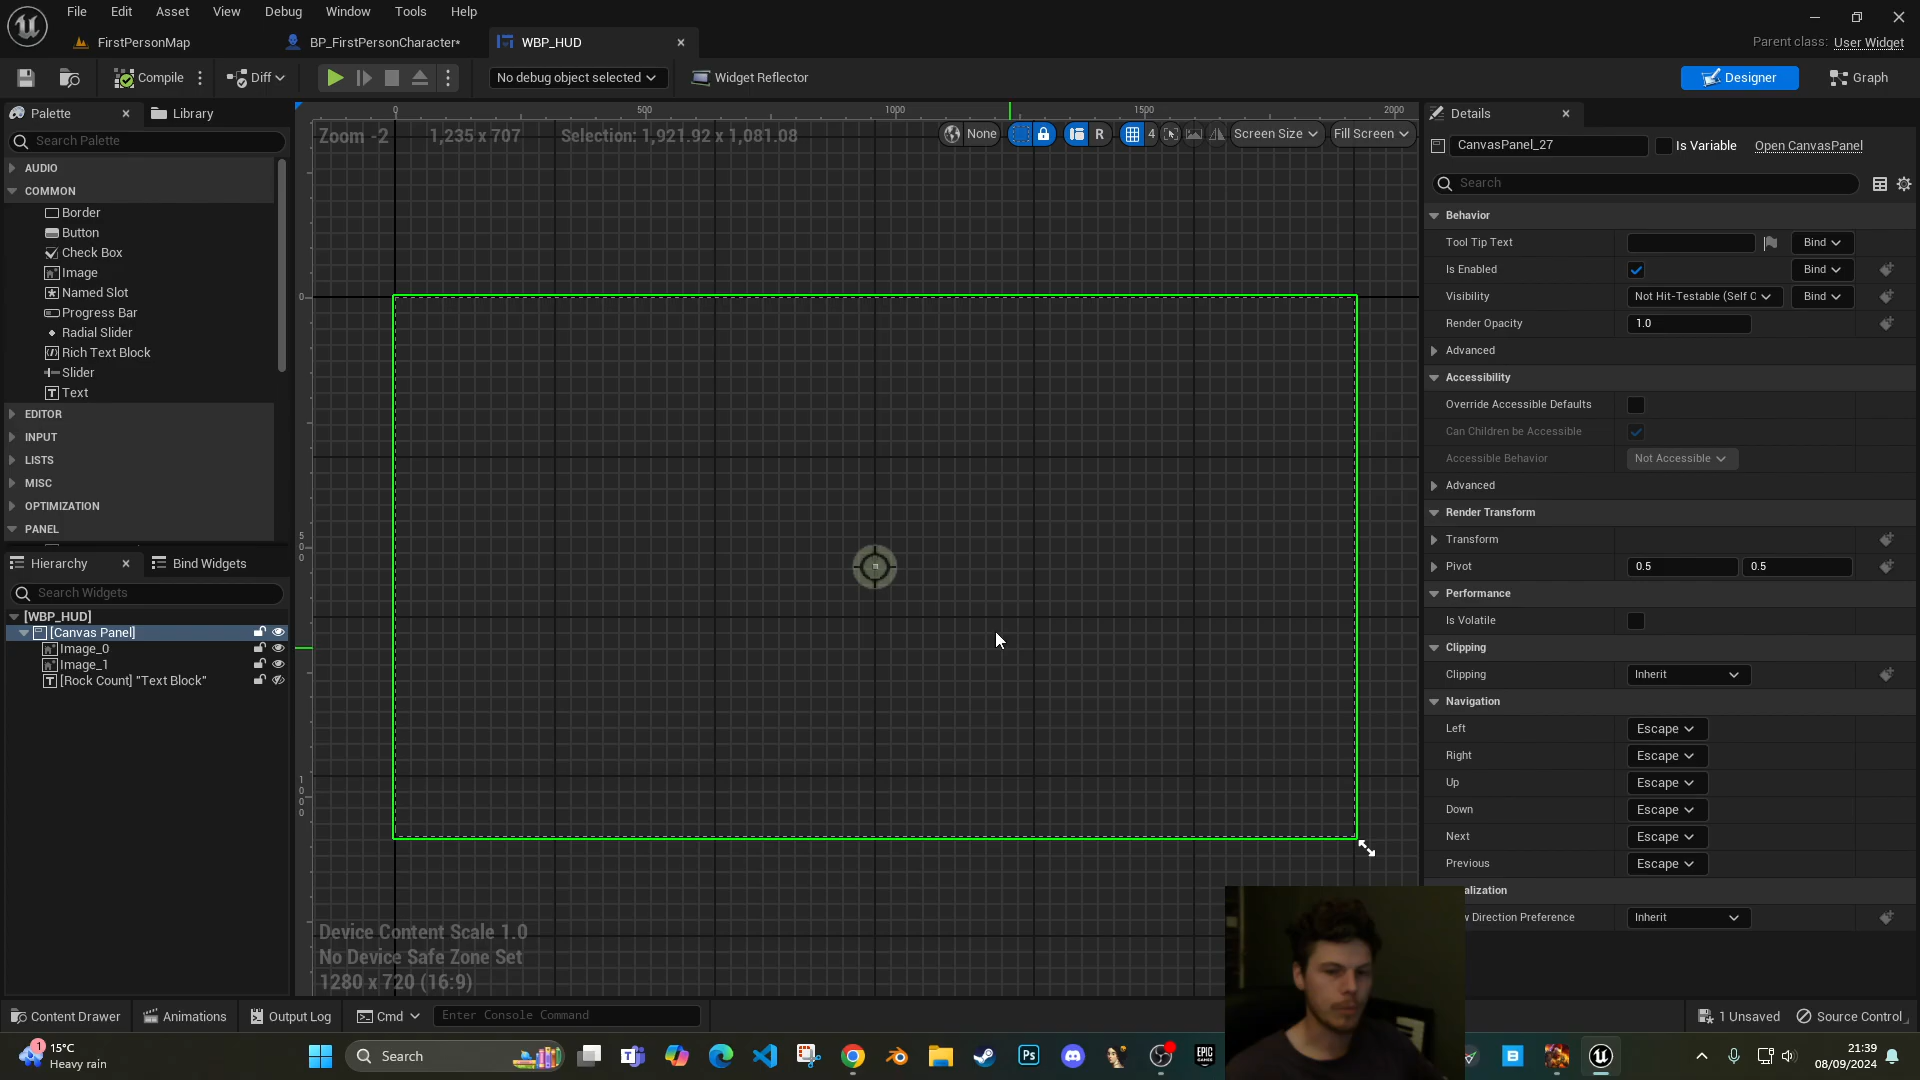 File Edit Asset View Debug Window Tools Help
FirstPersonMap BP_FirstPersonCharacter* WBP_HUD
Parent class: User Widget
Compile Diff No debug object selected Widget Reflector Designer Graph
Palette Library
Search Palette
AUDIO
COMMON
Border
Button
Check Box
Image
Named Slot
Progress Bar
Radial Slider
Rich Text Block
Slider
Text
EDITOR
INPUT
LISTS
MISC
OPTIMIZATION
PANEL
Hierarchy Bind Widgets
Search Widgets
[WBP_HUD]
[Canvas Panel]
Image_0
Image_1
[Rock Count] "Text Block"
0 500 1000 1500 2000
Zoom -2 1,235 x 707 Selection: 1,921.92 x 1,081.08 None R 4 Screen Size Fill Screen
0
500
1000
Device Content Scale 1.0
No Device Safe Zone Set
1280 x 720 (16:9)
Details
CanvasPanel_27 Is Variable Open CanvasPanel
Search
Behavior
Tool Tip Text Bind
Is Enabled Bind
Visibility Not Hit-Testable (Self C Bind
Render Opacity 1.0
Advanced
Accessibility
Override Accessible Defaults
Can Children be Accessible
Accessible Behavior Not Accessible
Advanced
Render Transform
Transform
Pivot 0.5 0.5
Performance
Is Volatile
Clipping
Clipping Inherit
Navigation
Left Escape
Right Escape
Up Escape
Down Escape
Next Escape
Previous Escape
alization
w Direction Preference Inherit
Content Drawer Animations Output Log Cmd Enter Console Command 1 Unsaved Source Control
1 15°C
Heavy rain
Search
Ps
EPIC
GAMES
B
21:39
08/09/2024